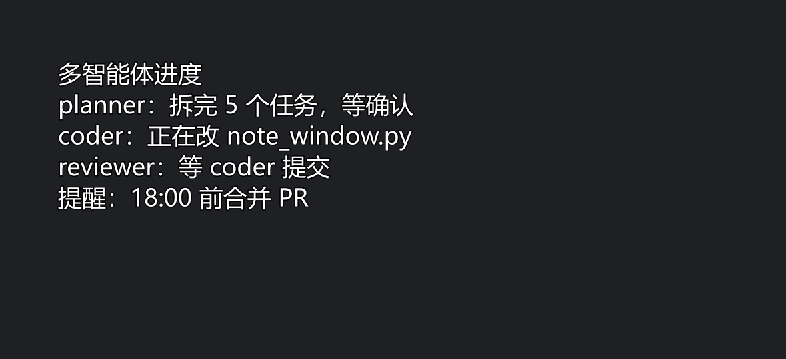 多智能体进度
planner：拆完 5 个任务，等确认
coder：正在改 note_window.py
reviewer：等 coder 提交
提醒：18:00 前合并 PR